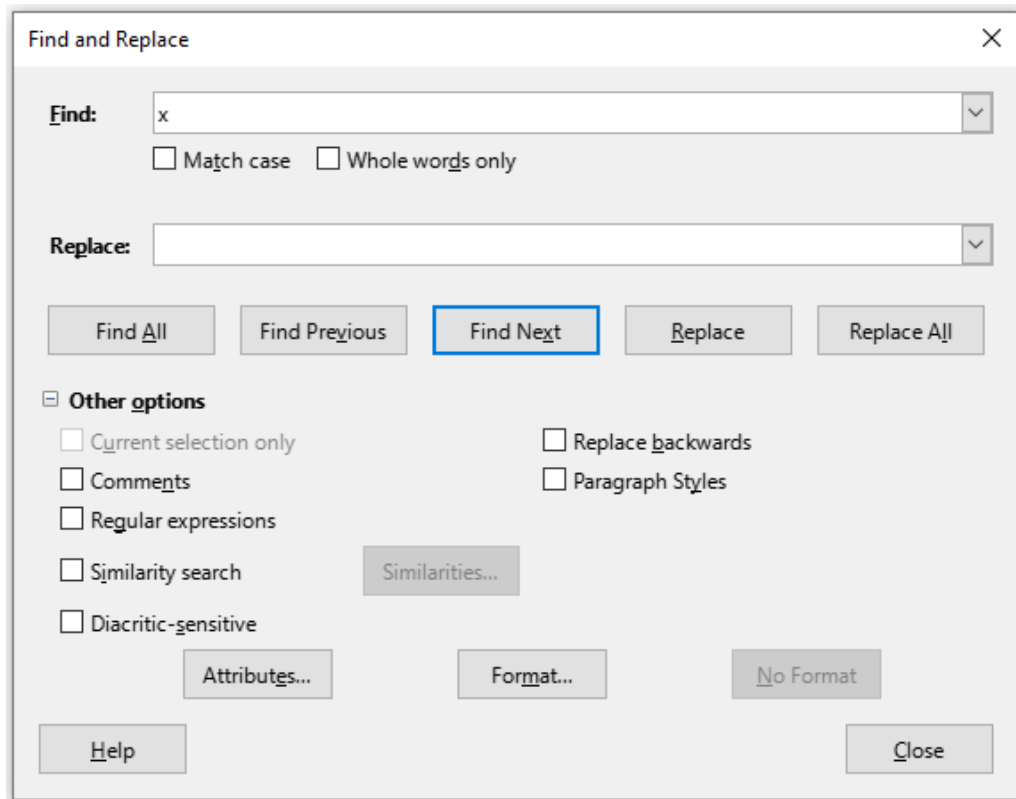 Find and Replace
Find: x
Match case Whole words only
Replace:
Find All Find Previous Find Next Replace Replace All
Other options
Current selection only Replace backwards
Comments Paragraph Styles
Regular expressions
Similarity search Similarities...
Diacritic-sensitive
Attributes... Format... No Format
Help Close